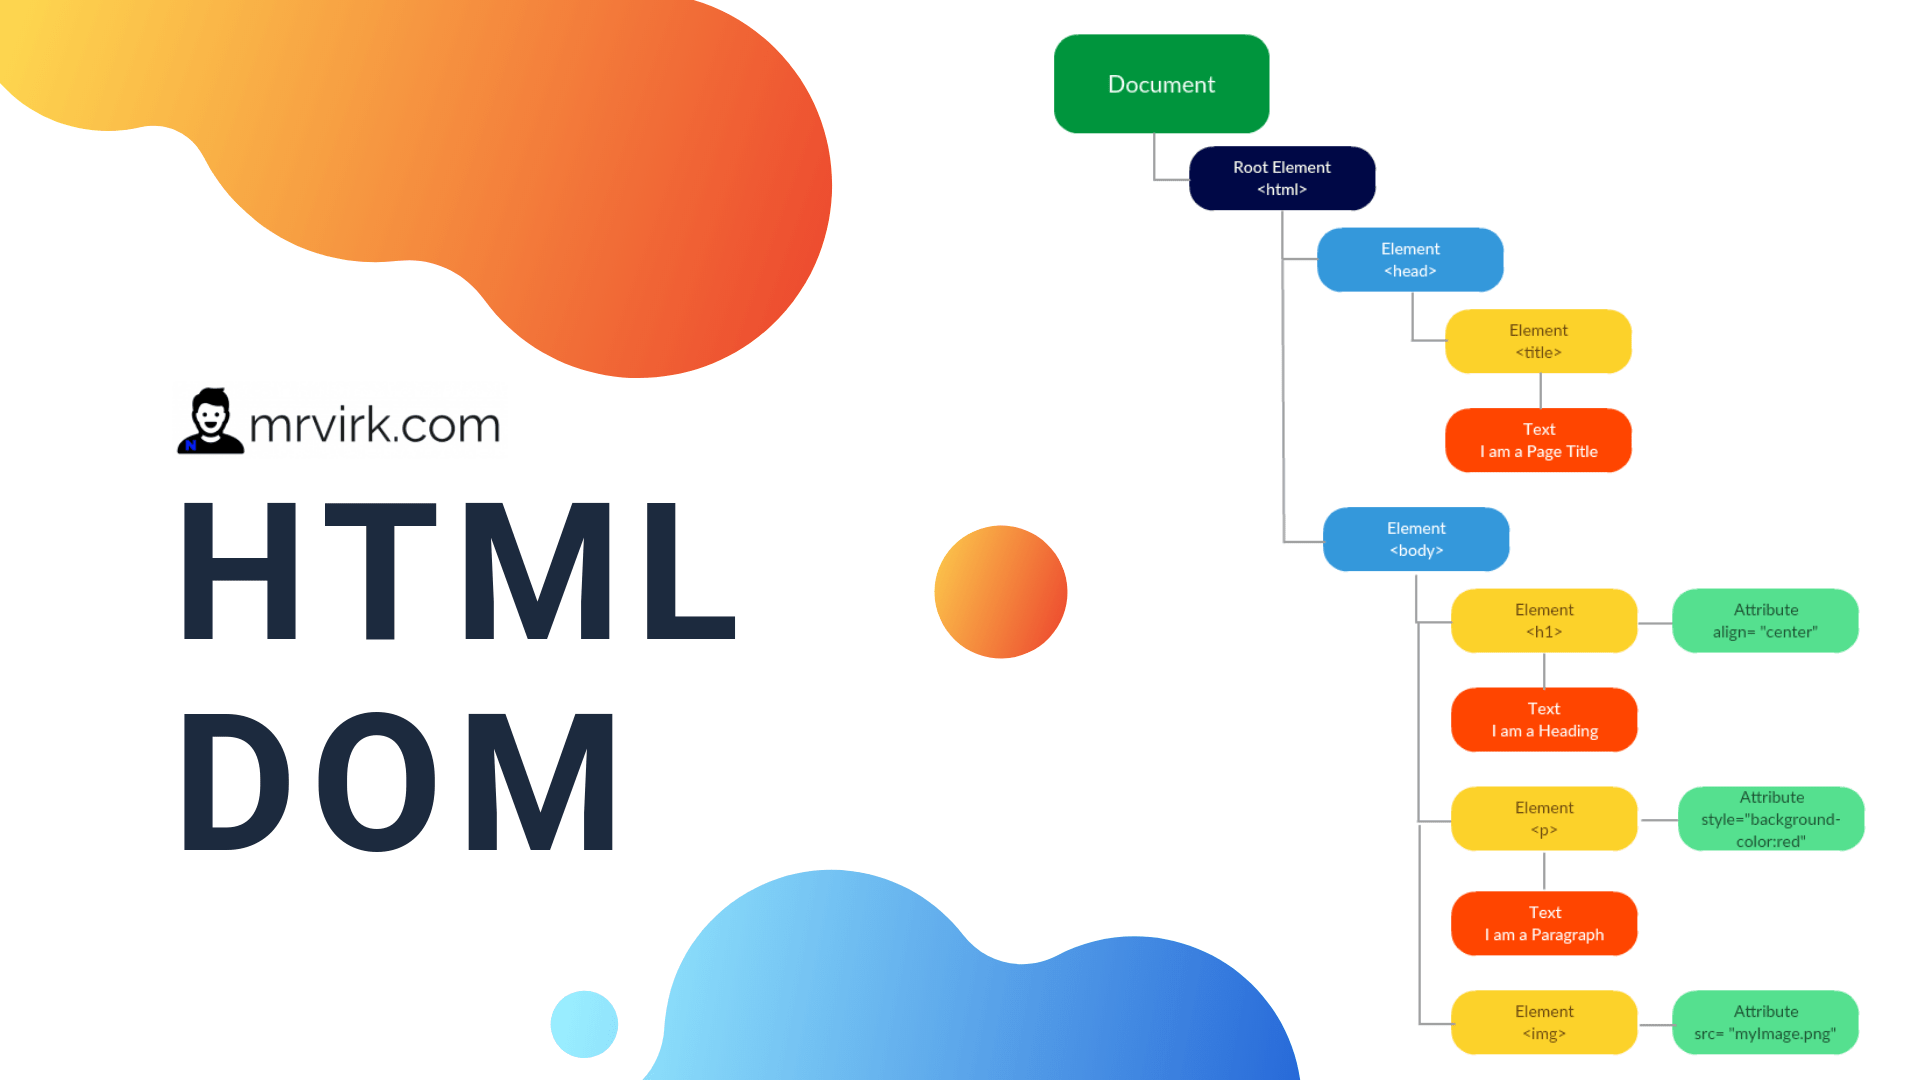 mrvirk.com
HTML
DOM
Document
Root Element
<html>
Element
<head>
Element
<title>
Text
I am a Page Title
Element
<body>
Element
<h1>
Attribute
align= "center"
Text
I am a Heading
Element
<p>
Attribute
style="background-
color:red"
Text
I am a Paragraph
Element
<img>
Attribute
src= "myImage.png"